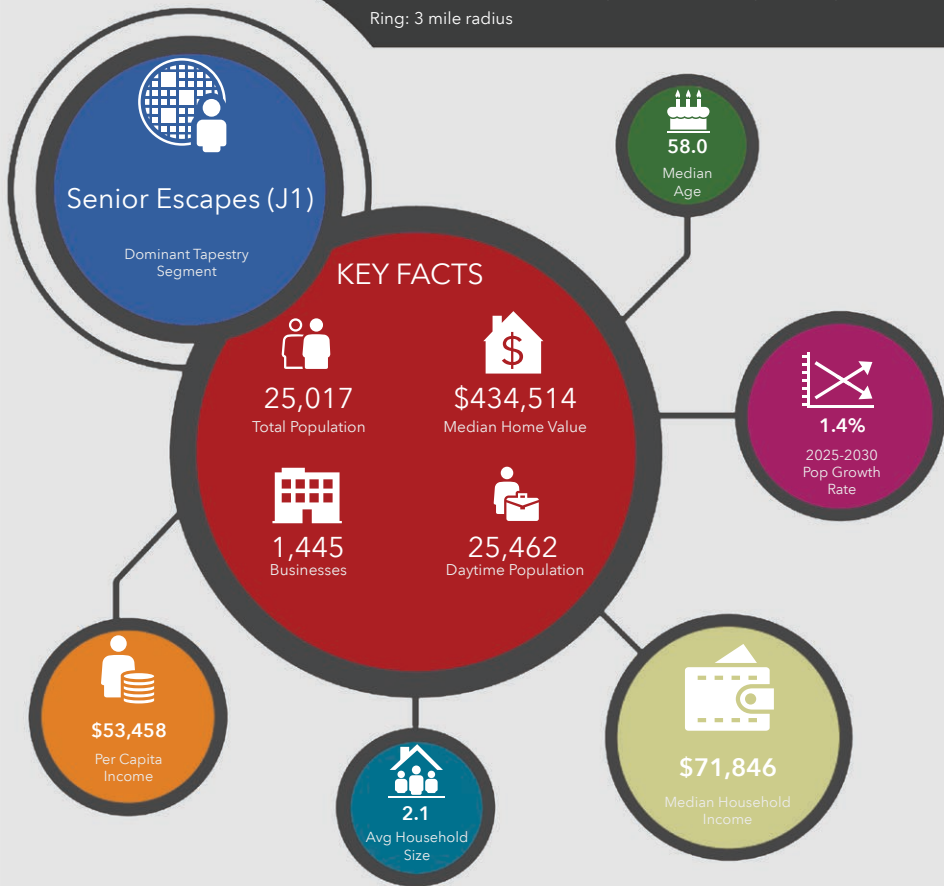 Ring: 3 mile radius
Senior Escapes (J1)
Dominant Tapestry
Segment
58.0
Median
Age
KEY FACTS
$
25,017
Total Population
$434,514
Median Home Value
1,445
Businesses
25,462
Daytime Population
1.4%
2025-2030
Pop Growth
Rate
$53,458
Per Capita
Income
2.1
Avg Household
Size
$71,846
Median Household
Income